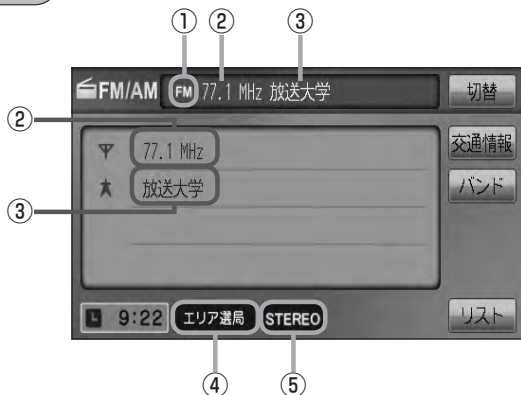 ① ② ③
FM/AM FM 77.1 MHz 放送大学 切替
②
77.1 MHz 交通情報
放送大学 バンド
③
9:22 エリア選局 STEREO リスト
④ ⑤